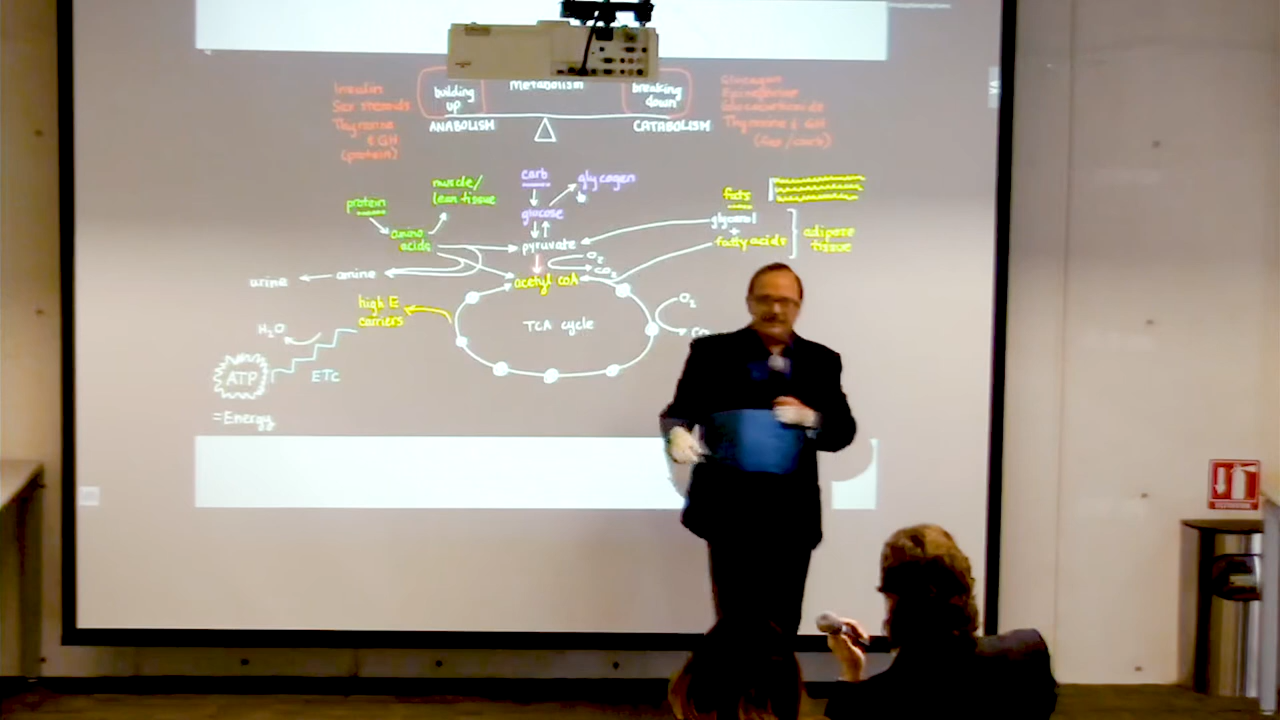 Insulin
Sex steroids
Thyroxine
& GH
(protein)
building
up
ANABOLISM
metabolism
breaking
down
CATABOLISM
Glucagon
Epinephrine
Glucocorticoids
Thyroxine & GH
(fat/carb)
protein
amino
acids
muscle/
lean tissue
carb
glycogen
glucose
pyruvate
O2
CO2
acetyl coA
fats
glycerol
+
fatty acids
adipose
tissue
urine
amine
high E
carriers
TCA cycle
O2
H2O
ATP
ETC
=Energy